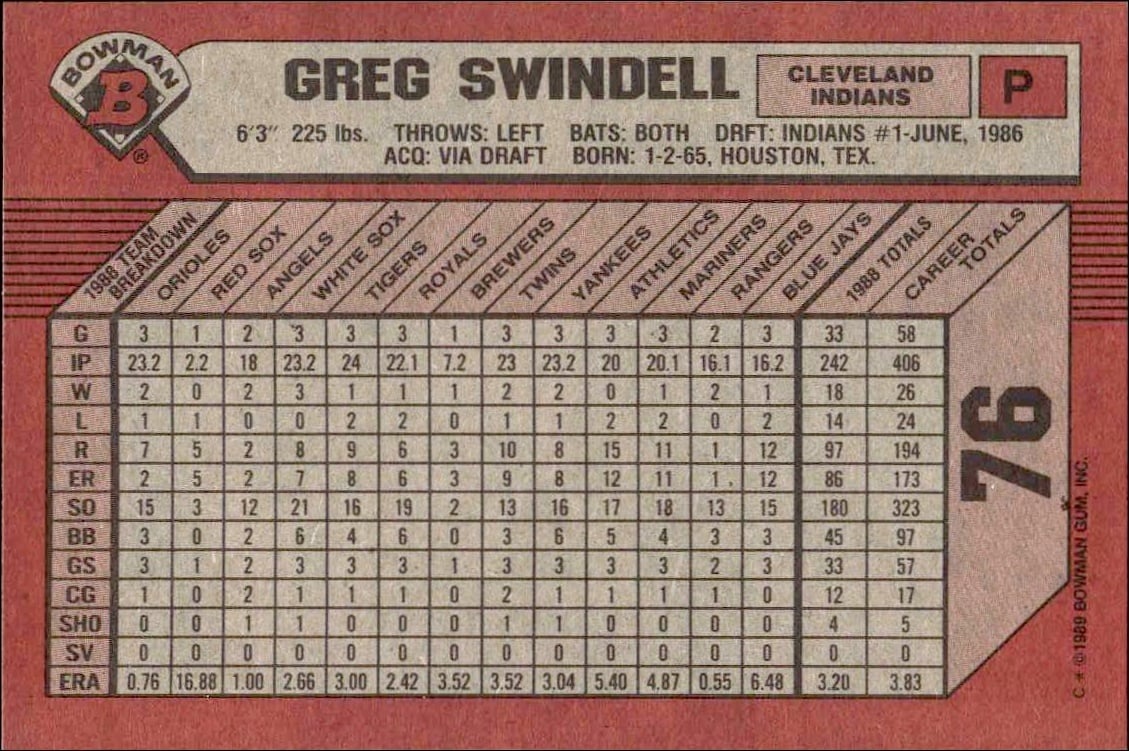 BOWMAN
B
®
GREG SWINDELL
CLEVELAND
INDIANS
P
6'3" 225 lbs. THROWS: LEFT BATS: BOTH DRFT: INDIANS #1-JUNE, 1986
ACQ: VIA DRAFT BORN: 1-2-65, HOUSTON, TEX.
1988 TEAM BREAKDOWN ORIOLES RED SOX ANGELS WHITE SOX TIGERS ROYALS BREWERS TWINS YANKEES ATHLETICS MARINERS RANGERS BLUE JAYS 1988 TOTALS CAREER TOTALS
G 3 1 2 3 3 3 1 3 3 3 3 2 3 33 58
IP 23.2 2.2 18 23.2 24 22.1 7.2 23 23.2 20 20.1 16.1 16.2 242 406
W 2 0 2 3 1 1 1 2 2 0 1 2 1 18 26
L 1 1 0 0 2 2 0 1 1 2 2 0 2 14 24
R 7 5 2 8 9 6 3 10 8 15 11 1 12 97 194
ER 2 5 2 7 8 6 3 9 8 12 11 1 12 86 173
SO 15 3 12 21 16 19 2 13 16 17 18 13 15 180 323
BB 3 0 2 6 4 6 0 3 6 5 4 3 3 45 97
GS 3 1 2 3 3 3 1 3 3 3 3 2 3 33 57
CG 1 0 2 1 1 1 0 2 1 1 1 1 0 12 17
SHO 0 0 1 1 0 0 0 1 1 0 0 0 0 4 5
SV 0 0 0 0 0 0 0 0 0 0 0 0 0 0 0
ERA 0.76 16.88 1.00 2.66 3.00 2.42 3.52 3.52 3.04 5.40 4.87 0.55 6.48 3.20 3.83
76
C * © 1989 BOWMAN GUM, INC.